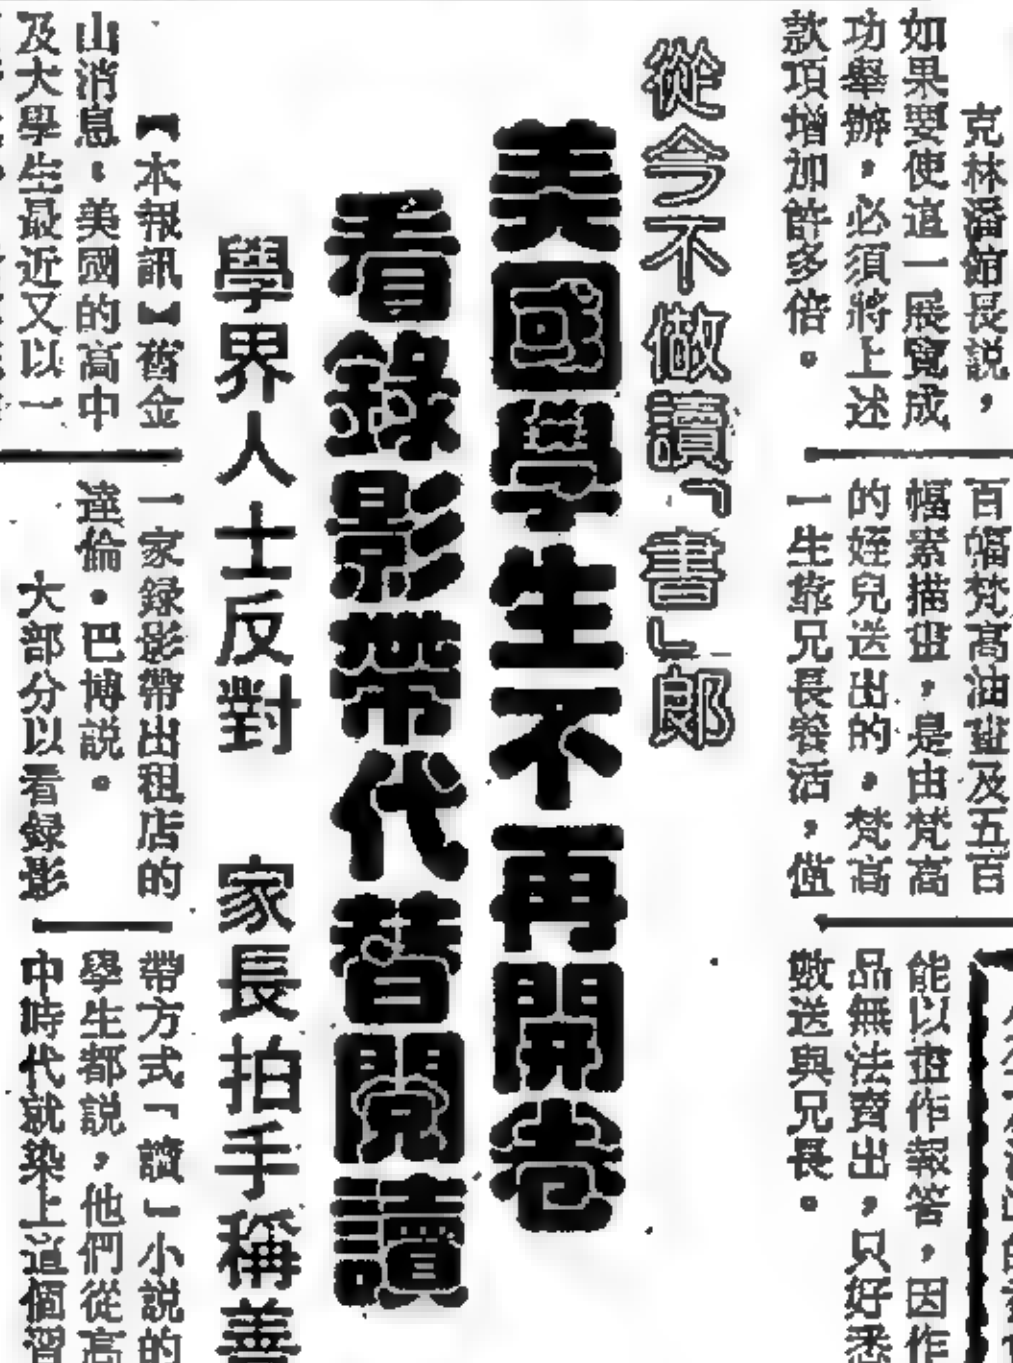 克林潘館長説，
如果要使這一展覽成
功舉辦，必須將上述
款項增加許多倍。
百幅梵高油畫及五百
幅素描畫，是由梵高
的姪兒送出的。梵高
一生靠兄長養活，僅
能以畫作報答，因作
品無法賣出，只好悉
數送與兄長。
從今不做讀「書」郎
美國學生不再開卷
看錄影帶代替閱讀
學界人士反對　家長拍手稱善
【本報訊】舊金
山消息：美國的高中
及大學生最近又以一
一家録影帶出租店的
達倫・巴博説。
大部分以看録影
帶方式「讀」小説的
學生都説，他們從高
中時代就染上這個習